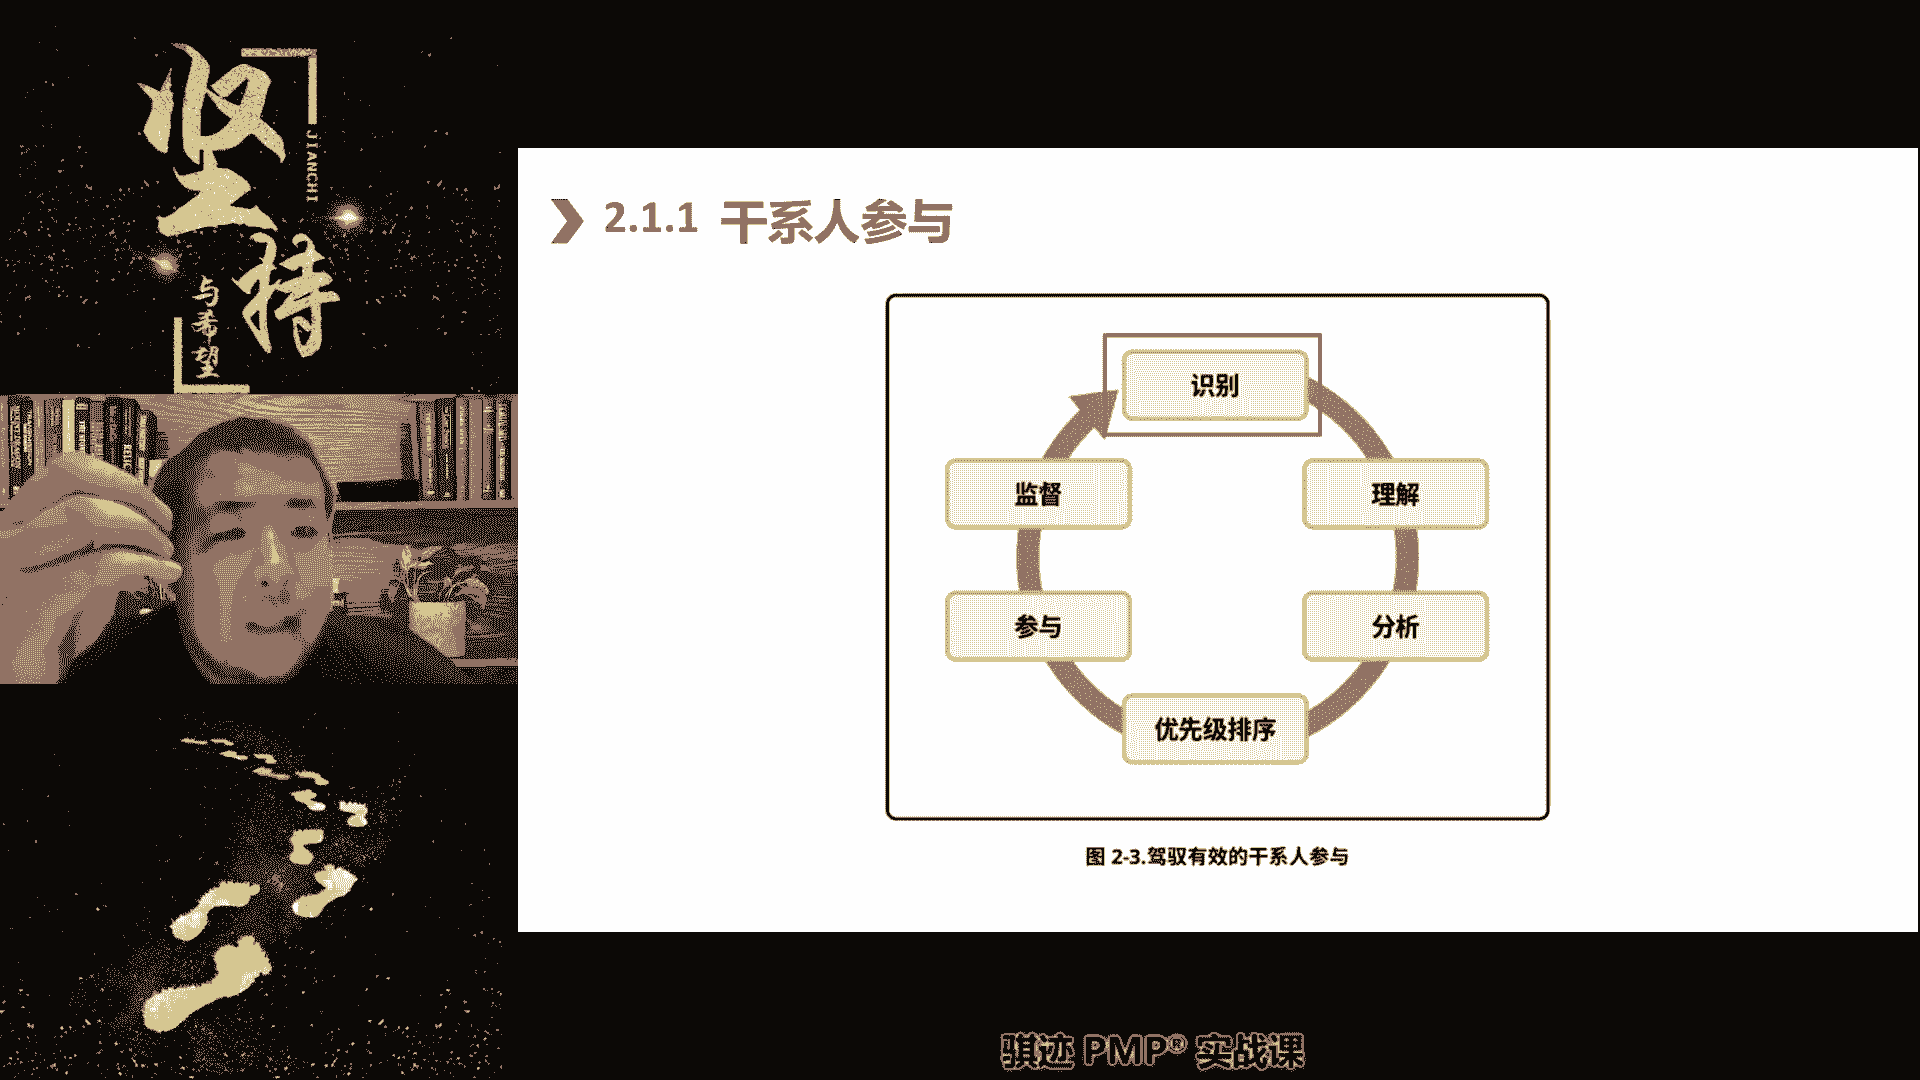 坚持
JIANCHI
与希望
2.1.1 干系人参与
识别
监督
理解
参与
分析
优先级排序
图 2-3.驾驭有效的干系人参与
骐迹 PMP® 实战课